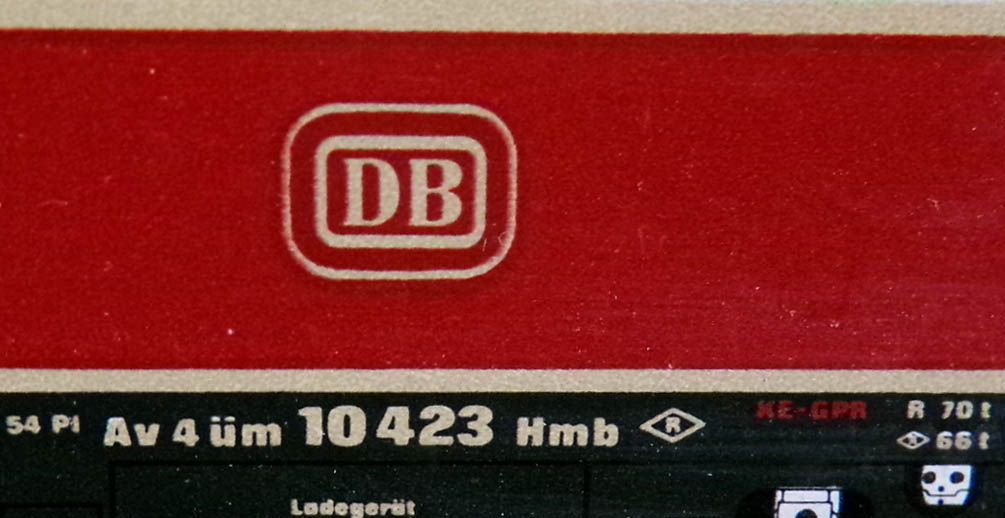 DB
54 Pl Av 4 üm 10 423 Hmb R KE-GPR R 70 t
R 66 t
Ladegerät